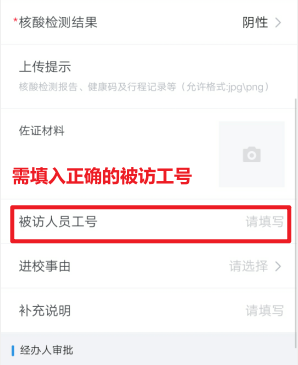 *核酸检测结果 阴性
上传提示
核酸检测报告、健康码及行程记录等（允许格式:jpg\png）
佐证材料
需填入正确的被访工号
被访人员工号 请填写
进校事由 请选择
补充说明 请填写
经办人审批